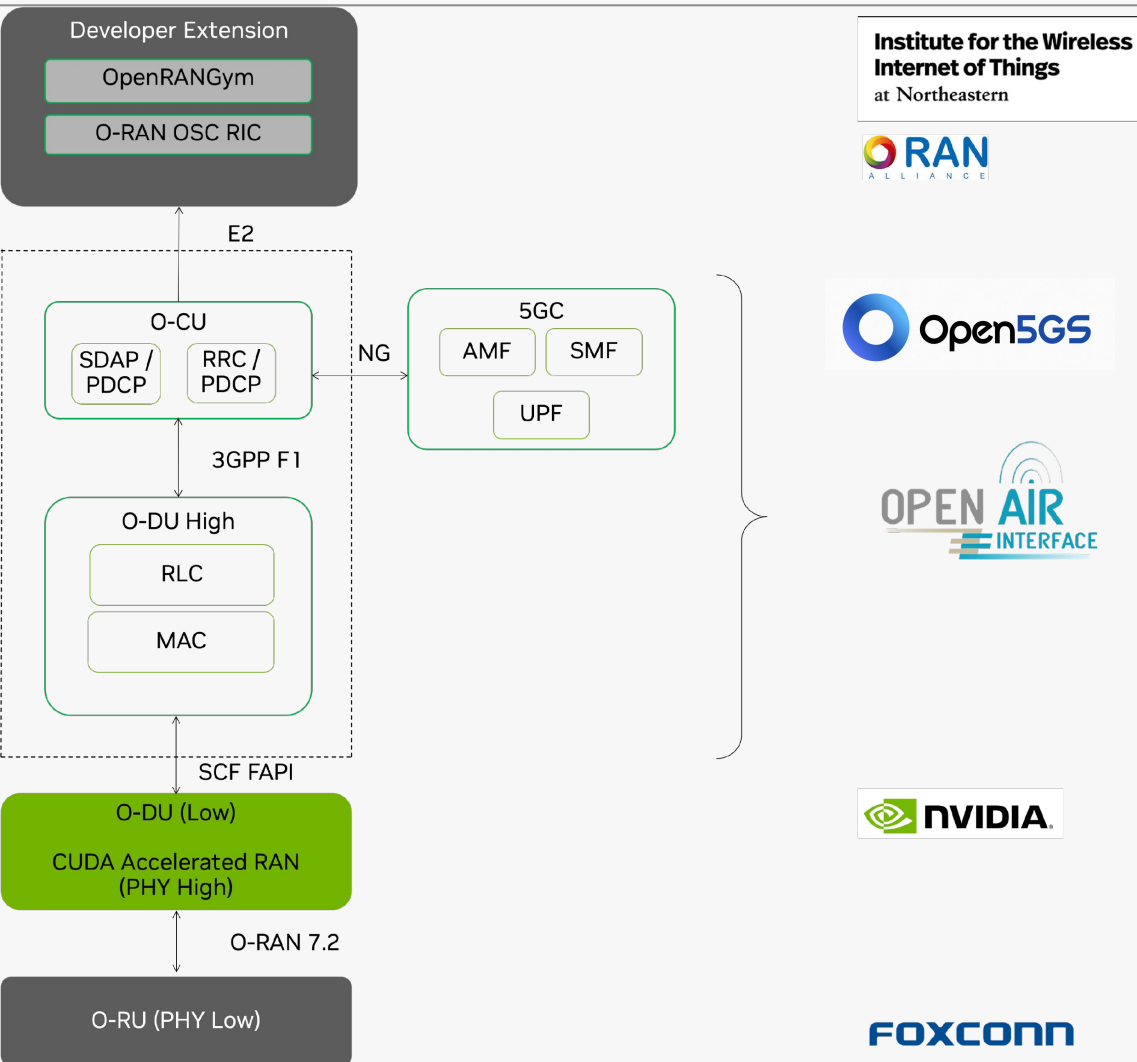 Developer Extension
OpenRANGym
O-RAN OSC RIC
Institute for the Wireless
Internet of Things
at Northeastern
O RAN
ALLIANCE
E2
O-CU
SDAP /
PDCP
RRC /
PDCP
NG
5GC
AMF
SMF
UPF
Open5GS
3GPP F1
O-DU High
RLC
MAC
OPEN AIR
INTERFACE
SCF FAPI
O-DU (Low)
CUDA Accelerated RAN
(PHY High)
NVIDIA.
O-RAN 7.2
O-RU (PHY Low)
FOXCONN